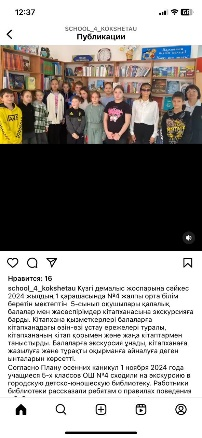 12:37
SCHOOL_4_KOKSHETAU
Публикации
Нравится: 16
school_4_kokshetau Күзгі демалыс жоспарына сәйкес
2024 жылдың 1 қарашасында №4 жалпы орта білім
беретін мектептің 5-сынып оқушылары қалалық
балалар мен жасөспірімдер кітапханасына экскурсияға
барды. Кітапхана қызметкерлері балаларға
кітапханадағы өзін-өзі ұстау ережелері туралы,
кітапхананың кітап қорымен және жаңа кітаптармен
таныстырды. Балаларға экскурсия ұнады, кітапханаға
жазылуға және тұрақты оқырманға айналуға деген
ынталарын көрсетті.
Согласно Плану осенних каникул 1 ноября 2024 года
учащиеся 5-х классов ОШ №4 сходили на экскурсию в
городскую детско-юношескую библиотеку. Работники
библиотеки рассказали ребятам о правилах поведения